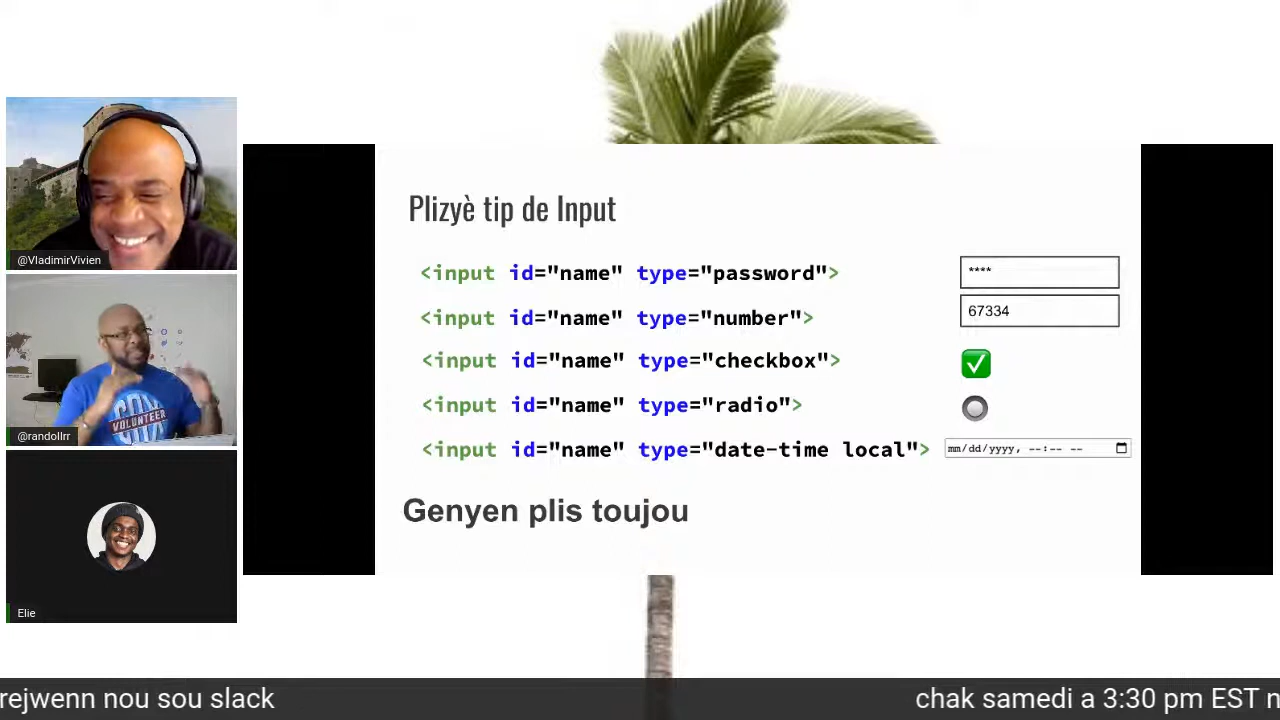 @VladimirVivien
@randollrr
VOLUNTEER
Elie
Plizyè tip de Input
<input id="name" type="password"> ****
<input id="name" type="number"> 67334
<input id="name" type="checkbox">
<input id="name" type="radio">
<input id="name" type="date-time local"> mm/dd/yyyy, --:-- --
Genyen plis toujou
rejwenn nou sou slack chak samedi a 3:30 pm EST n